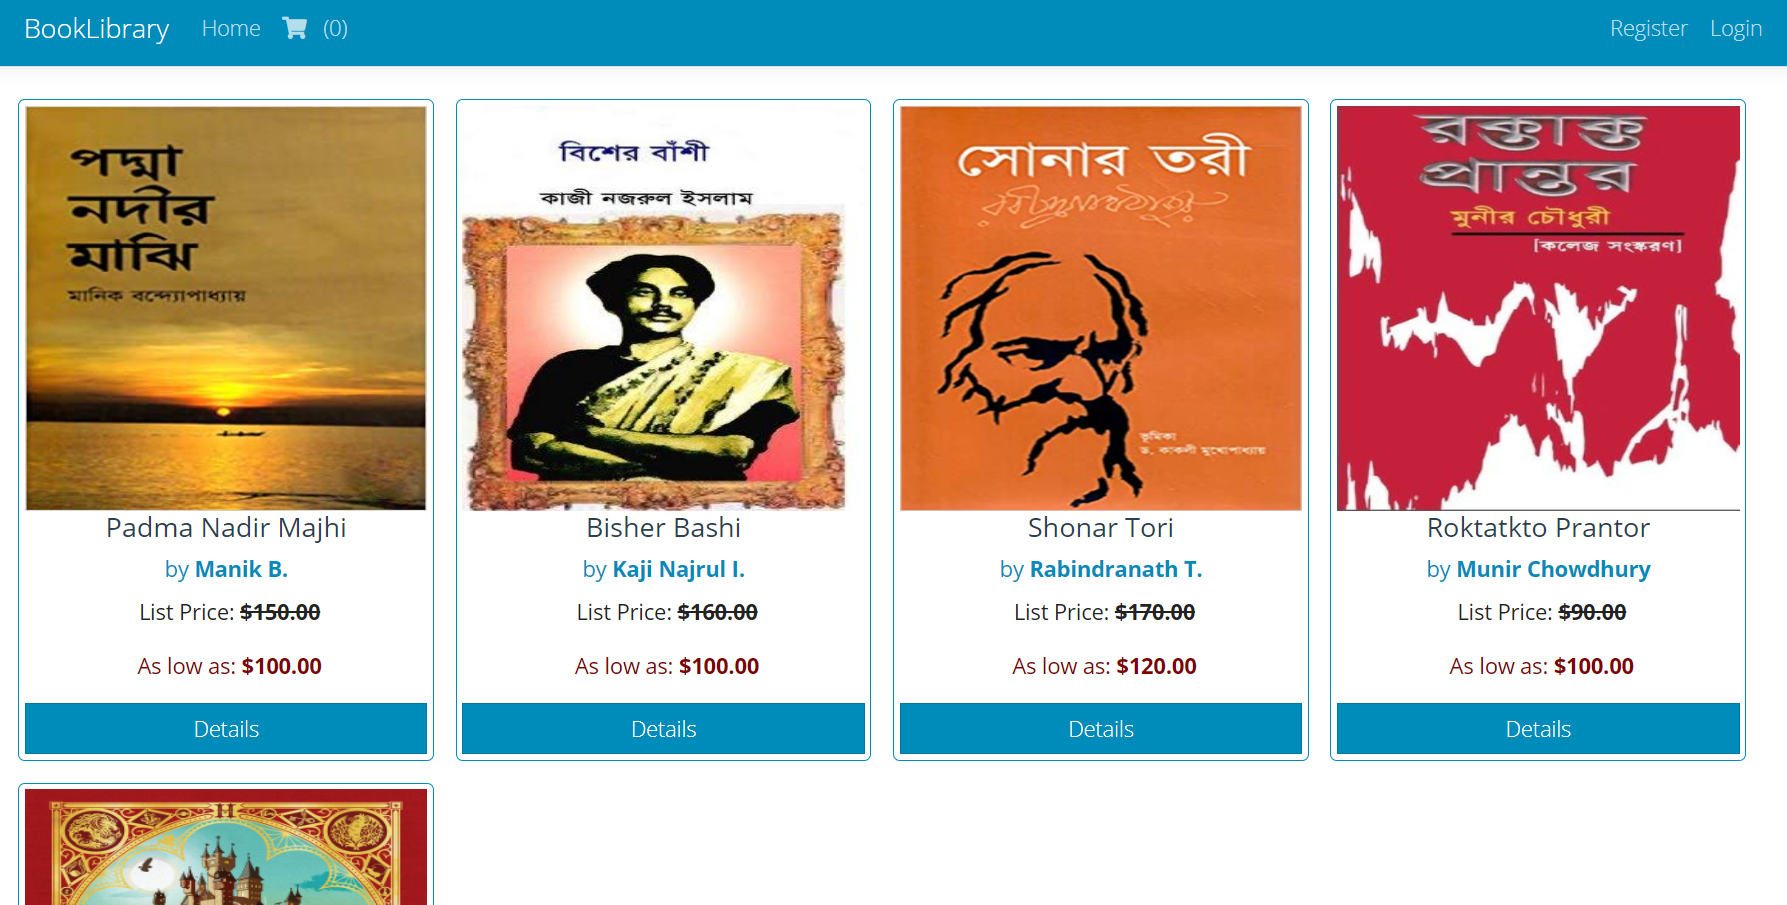 BookLibrary Home (0) Register Login
পদ্মা
নদীর
মাঝি
মানিক বন্দ্যোপাধ্যায়
বিশের বাঁশী
কাজী নজরুল ইসলাম
সোনার তরী
ভূমিকা
ড. কাকলী মুখোপাধ্যায়
রক্তাক্ত
প্রান্তর
মুনীর চৌধুরী
[কলেজ সংস্করণ]
Padma Nadir Majhi
by Manik B.
List Price: $150.00
As low as: $100.00
Details
Bisher Bashi
by Kaji Najrul I.
List Price: $160.00
As low as: $100.00
Details
Shonar Tori
by Rabindranath T.
List Price: $170.00
As low as: $120.00
Details
Roktatkto Prantor
by Munir Chowdhury
List Price: $90.00
As low as: $100.00
Details
H